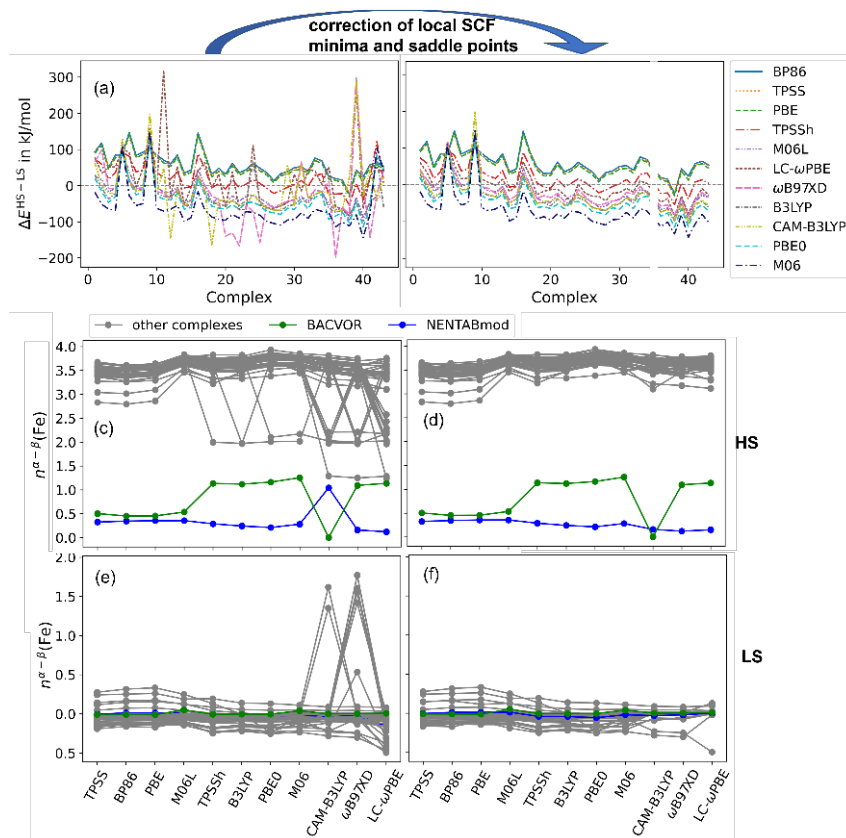 correction of local SCF
minima and saddle points
(a)
300
200
100
0
−100
−200
ΔE^HS−LS in kJ/mol
0 10 20 30 40
Complex
0 10 20 30 40
Complex
BP86
TPSS
PBE
TPSSh
M06L
LC-ωPBE
ωB97XD
B3LYP
CAM-B3LYP
PBE0
M06
other complexes BACVOR NENTABmod
4.0
3.5
3.0
2.5
2.0
1.5
1.0
0.5
0.0
n^α−β(Fe)
(c)
(d)
HS
2.0
1.5
1.0
0.5
0.0
0.5
n^α−β(Fe)
(e)
(f)
LS
TPSS
BP86
PBE
M06L
TPSSh
B3LYP
PBE0
M06
CAM-B3LYP
ωB97XD
LC-ωPBE
TPSS
BP86
PBE
M06L
TPSSh
B3LYP
PBE0
M06
CAM-B3LYP
ωB97XD
LC-ωPBE